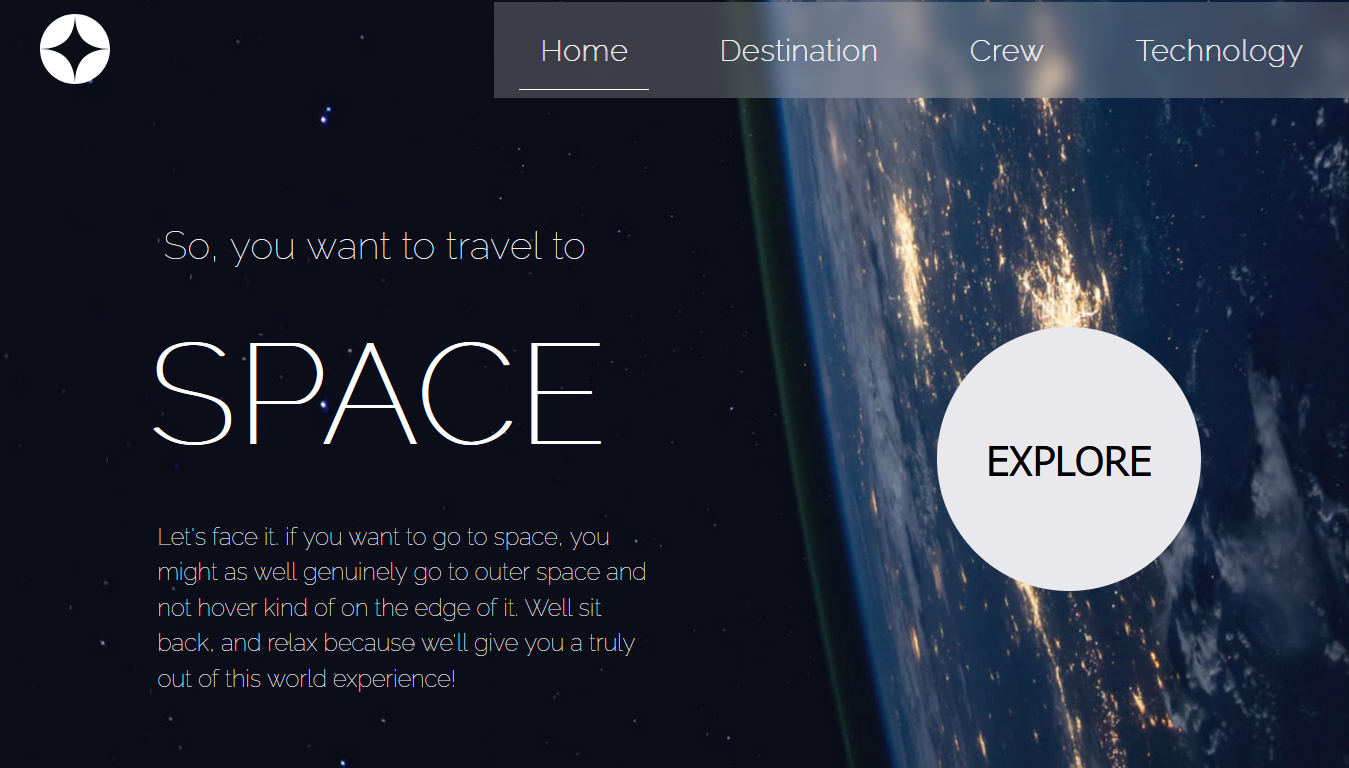 Home Destination Crew Technology
So, you want to travel to
SPACE
EXPLORE
Let's face it. if you want to go to space, you
might as well genuinely go to outer space and
not hover kind of on the edge of it. Well sit
back, and relax because we'll give you a truly
out of this world experience!